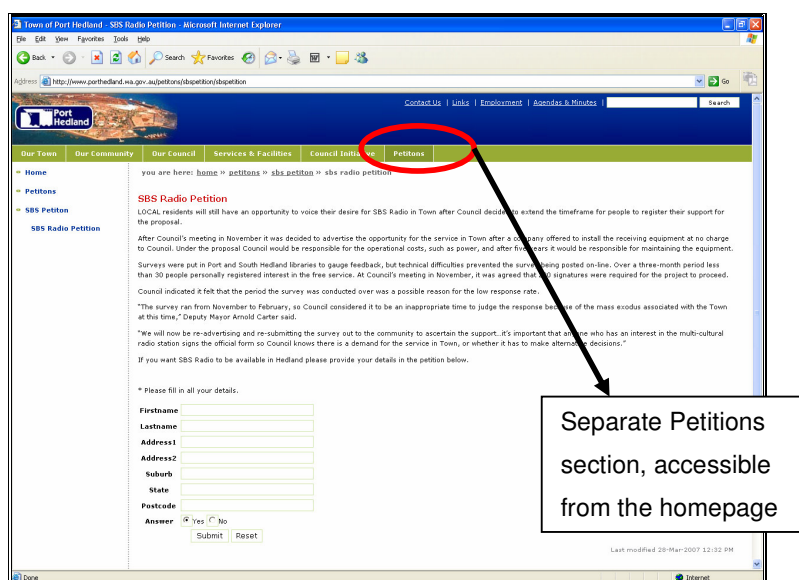 Town of Port Hedland - SBS Radio Petition - Microsoft Internet Explorer
File Edit View Favorites Tools Help
Back Search Favorites
Address http://www.porthedland.wa.gov.au/petitons/sbspetition/sbspetition Go
Contact Us | Links | Employment | Agendas & Minutes | Search
Port
Hedland
Our Town Our Community Our Council Services & Facilities Council Initiative Petitons
Home
Petitons
SBS Petiton
SBS Radio Petition
you are here: home » petitons » sbs petiton » sbs radio petition
SBS Radio Petition
LOCAL residents will still have an opportunity to voice their desire for SBS Radio in Town after Council decided to extend the timeframe for people to register their support for
the proposal.
After Council's meeting in November it was decided to advertise the opportunity for the service in Town after a company offered to install the receiving equipment at no charge
to Council. Under the proposal Council would be responsible for the operational costs, such as power, and after five years it would be responsible for maintaining the equipment.
Surveys were put in Port and South Hedland libraries to gauge feedback, but technical difficulties prevented the survey being posted on-line. Over a three-month period less
than 30 people personally registered interest in the free service. At Council's meeting in November, it was agreed that signatures were required for the project to proceed.
Council indicated it felt that the period the survey was conducted over was a possible reason for the low response rate.
"The survey ran from November to February, so Council considered it to be an inappropriate time to judge the response because of the mass exodus associated with the Town
at this time," Deputy Mayor Arnold Carter said.
"We will now be re-advertising and re-submitting the survey out to the community to ascertain the support..it's important that anyone who has an interest in the multi-cultural
radio station signs the official form so Council knows there is a demand for the service in Town, or whether it has to make alternative decisions."
If you want SBS Radio to be available in Hedland please provide your details in the petition below.
* Please fill in all your details.
Firstname
Lastname
Address1
Address2
Suburb
State
Postcode
Answer Yes No
Submit Reset
Last modified 28-Mar-2007 12:32 PM
Done Internet
Separate Petitions
section, accessible
from the homepage